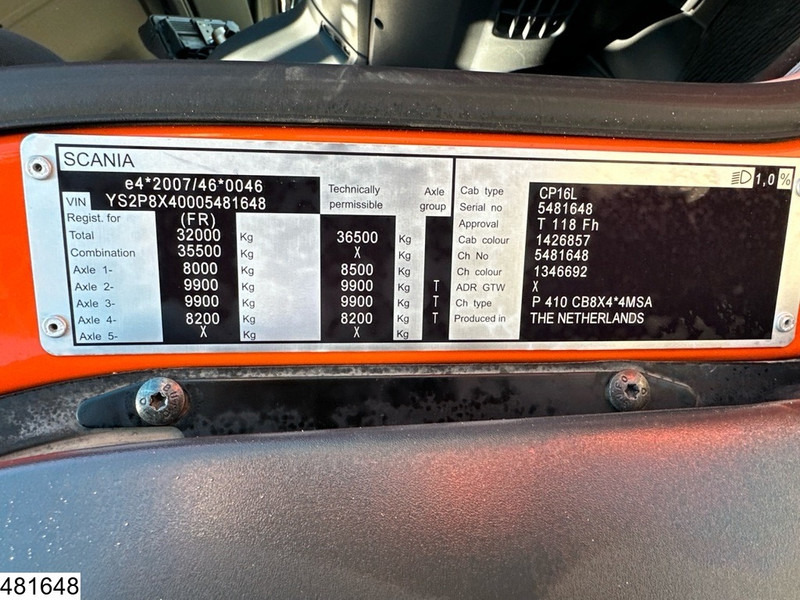 SCANIA
1,0 %
e4*2007/46*0046
VIN YS2P8X40005481648
Technically permissible
Axle group
Regist. for (FR)
Total 32000 Kg 36500 Kg
Combination 35500 Kg X Kg
Axle 1- 8000 Kg 8500 Kg
Axle 2- 9900 Kg 9900 Kg T
Axle 3- 9900 Kg 9900 Kg T
Axle 4- 8200 Kg 8200 Kg T
Axle 5- X Kg X Kg
Cab type CP16L
Serial no 5481648
Approval T 118 Fh
Cab colour 1426857
Ch No 5481648
Ch colour 1346692
ADR GTW X
Ch type P 410 CB8X4*4MSA
Produced in THE NETHERLANDS
481648